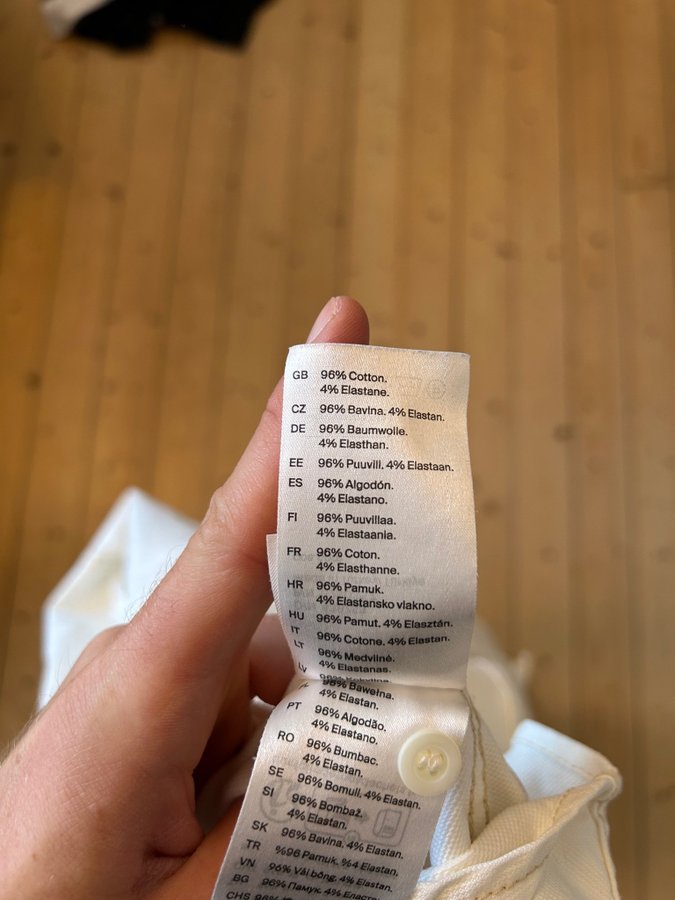 GB 96% Cotton.
4% Elastane.
CZ 96% Bavlna. 4% Elastan.
DE 96% Baumwolle.
4% Elasthan.
EE 96% Puuvill. 4% Elastaan.
ES 96% Algodón.
4% Elastano.
FI 96% Puuvillaa.
4% Elastaania.
FR 96% Coton.
4% Elasthanne.
HR 96% Pamuk.
4% Elastansko vlakno.
HU 96% Pamut. 4% Elasztán.
IT 96% Cotone. 4% Elastan.
LT 96% Medvilnė.
4% Elastanas.
LV
96% Bawełna.
4% Elastan.
PT 96% Algodão.
4% Elastano.
RO 96% Bumbac.
4% Elastan.
SE 96% Bomull. 4% Elastan.
SI 96% Bombaž.
4% Elastan.
SK 96% Bavlna. 4% Elastan.
TR %96 Pamuk. %4 Elastan.
VN 96% Vải bông. 4% Elastan.
BG 96% Памук. 4% Еластан.
CHS 96%